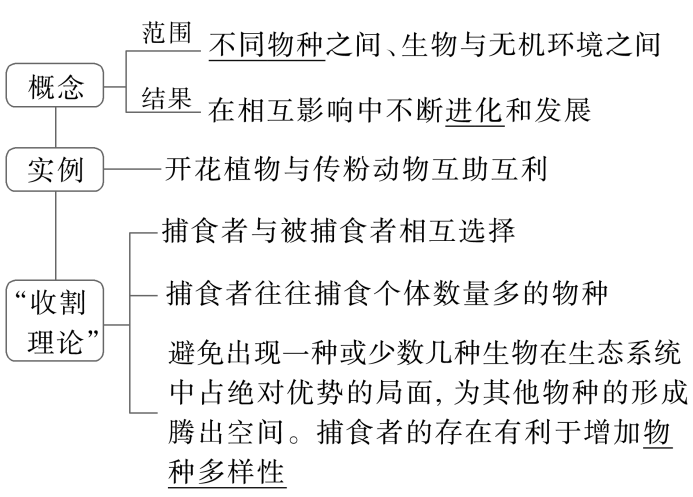 范围
不同物种之间、生物与无机环境之间
概念
结果
在相互影响中不断进化和发展
实例
开花植物与传粉动物互助互利
捕食者与被捕食者相互选择
“收割
理论”
捕食者往往捕食个体数量多的物种
避免出现一种或少数几种生物在生态系统
中占绝对优势的局面,为其他物种的形成
腾出空间。捕食者的存在有利于增加物
种多样性